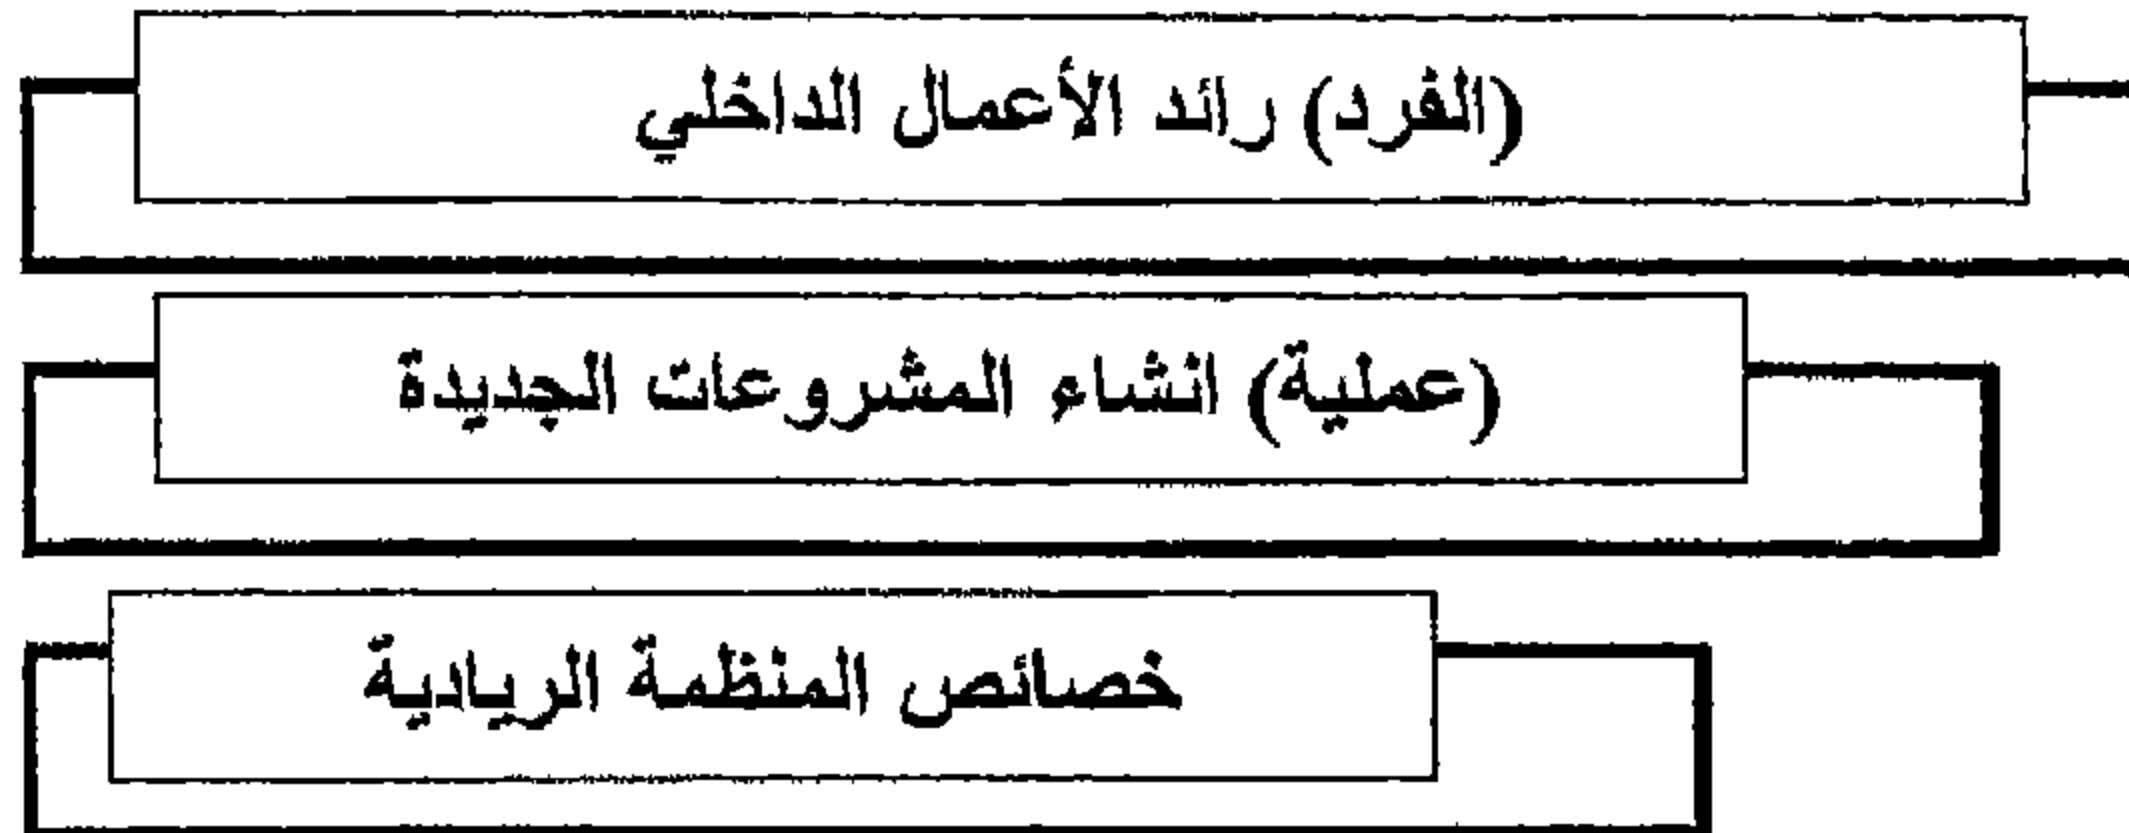 (الفرد) رائد الأعمال الداخلي
(عملية) انشاء المشروعات الجديدة
خصائص المنظمة الريادية